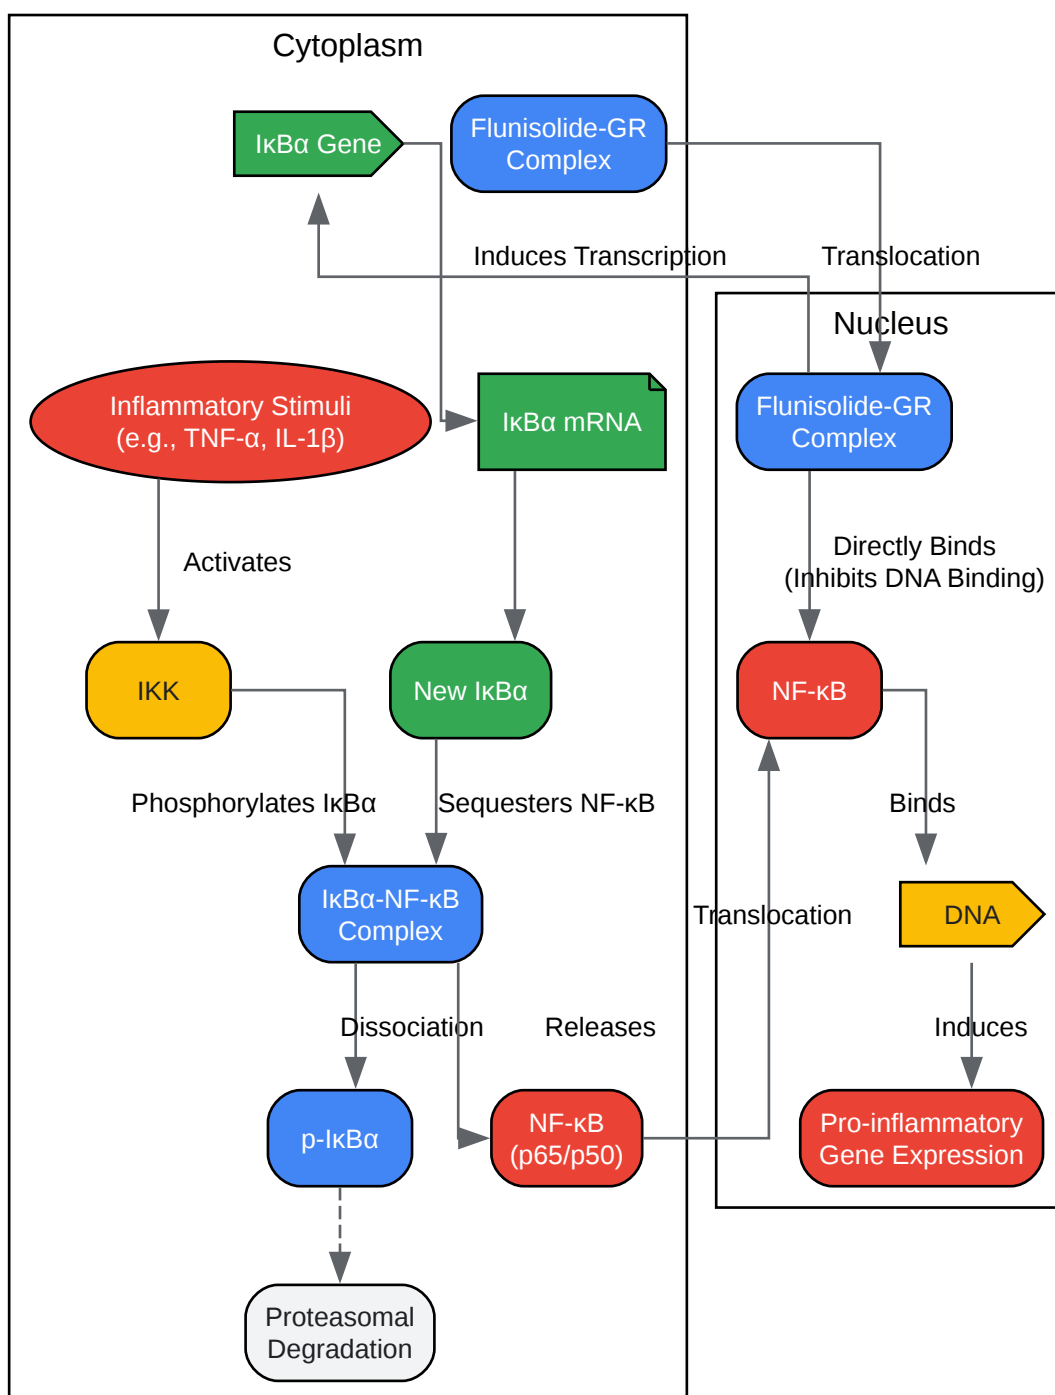 Cytoplasm
IκBα Gene
Flunisolide-GR
Complex
Induces Transcription
Translocation
Nucleus
Inflammatory Stimuli
(e.g., TNF-α, IL-1β)
IκBα mRNA
Flunisolide-GR
Complex
Activates
Directly Binds
(Inhibits DNA Binding)
IKK
New IκBα
NF-κB
Phosphorylates IκBα
Sequesters NF-κB
Binds
IκBα-NF-κB
Complex
Translocation
DNA
Dissociation
Releases
Induces
p-IκBα
NF-κB
(p65/p50)
Pro-inflammatory
Gene Expression
Proteasomal
Degradation